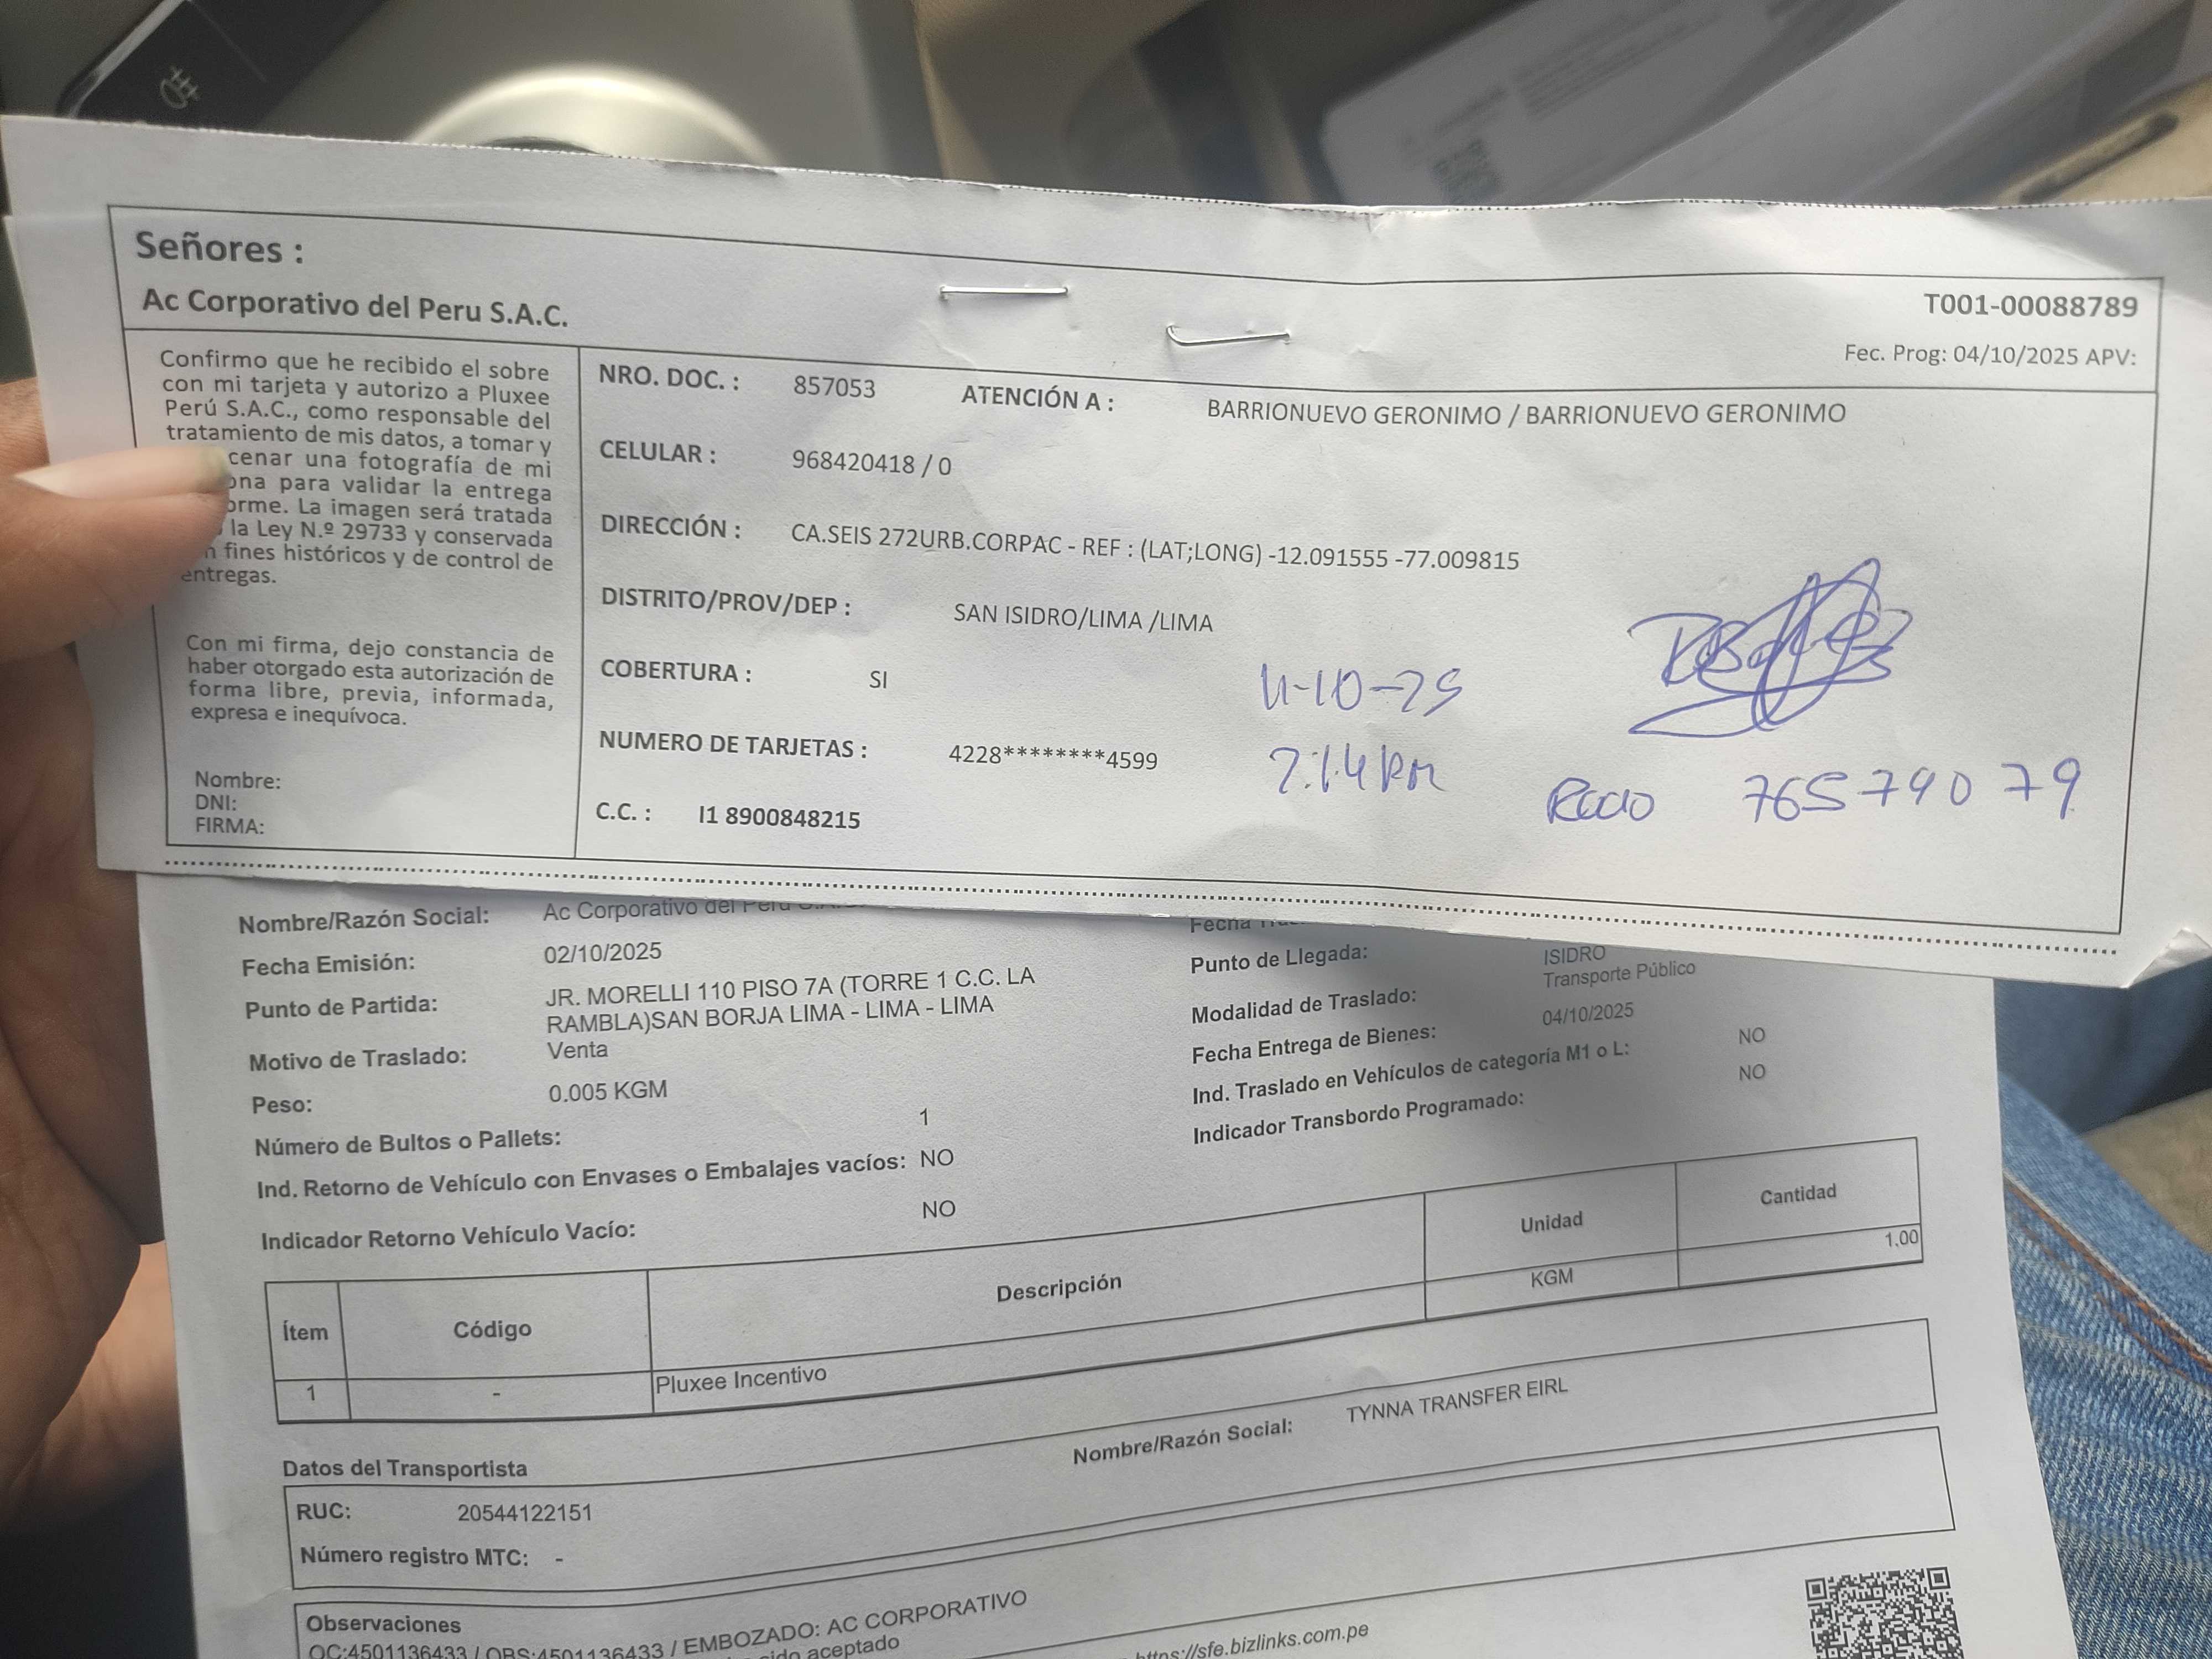 Señores :
Ac Corporativo del Peru S.A.C.
T001-00088789
Fec. Prog: 04/10/2025 APV:
Confirmo que he recibido el sobre
con mi tarjeta y autorizo a Pluxee
Perú S.A.C., como responsable del
tratamiento de mis datos, a tomar y
cenar una fotografía de mi
ona para validar la entrega
orme. La imagen será tratada
la Ley N.º 29733 y conservada
fines históricos y de control de
entregas.
Con mi firma, dejo constancia de
haber otorgado esta autorización de
forma libre, previa, informada,
expresa e inequívoca.
Nombre:
DNI:
FIRMA:
NRO. DOC. : 857053 ATENCIÓN A : BARRIONUEVO GERONIMO / BARRIONUEVO GERONIMO
CELULAR : 968420418 / 0
DIRECCIÓN : CA.SEIS 272URB.CORPAC - REF : (LAT;LONG) -12.091555 -77.009815
DISTRITO/PROV/DEP : SAN ISIDRO/LIMA /LIMA
COBERTURA : SI
NUMERO DE TARJETAS : 4228********4599
C.C. : I1 8900848215
11-10-25
76579079
Nombre/Razón Social: Ac Corporativo del Peru
Fecha Emisión: 02/10/2025
Punto de Partida: JR. MORELLI 110 PISO 7A (TORRE 1 C.C. LA
RAMBLA)SAN BORJA LIMA - LIMA - LIMA
Motivo de Traslado: Venta
Peso: 0.005 KGM
Número de Bultos o Pallets: 1
Ind. Retorno de Vehículo con Envases o Embalajes vacíos: NO
Indicador Retorno Vehículo Vacío: NO
Fecha
Punto de Llegada: ISIDRO
Modalidad de Traslado: Transporte Público
Fecha Entrega de Bienes: 04/10/2025
Ind. Traslado en Vehículos de categoría M1 o L: NO
Indicador Transbordo Programado: NO
Ítem Código Descripción Unidad Cantidad
1 - Pluxee Incentivo KGM 1.00
Datos del Transportista
RUC: 20544122151 Nombre/Razón Social: TYNNA TRANSFER EIRL
Número registro MTC: -
Observaciones
OC:4501136433 / OBS:4501136433 / EMBOZADO: AC CORPORATIVO
sido aceptado
https://sfe.bizlinks.com.pe